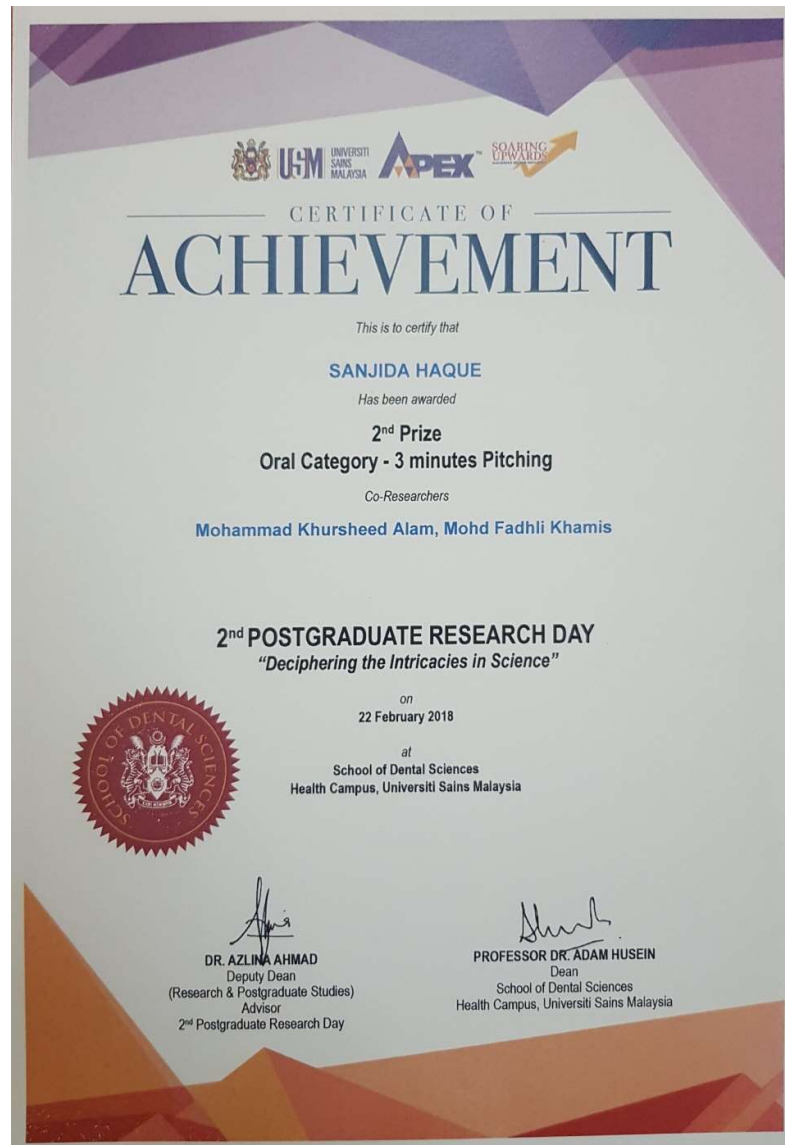 USM UNIVERSITI
SAINS
MALAYSIA
APEX™
SOARING
UPWARDS
CERTIFICATE OF
ACHIEVEMENT
This is to certify that
SANJIDA HAQUE
Has been awarded
2nd Prize
Oral Category - 3 minutes Pitching
Co-Researchers
Mohammad Khursheed Alam, Mohd Fadhli Khamis
2nd POSTGRADUATE RESEARCH DAY
“Deciphering the Intricacies in Science”
on
22 February 2018
at
School of Dental Sciences
Health Campus, Universiti Sains Malaysia
SCHOOL OF DENTAL SCIENCES
DR. AZLINA AHMAD
Deputy Dean
(Research & Postgraduate Studies)
Advisor
2nd Postgraduate Research Day
PROFESSOR DR. ADAM HUSEIN
Dean
School of Dental Sciences
Health Campus, Universiti Sains Malaysia